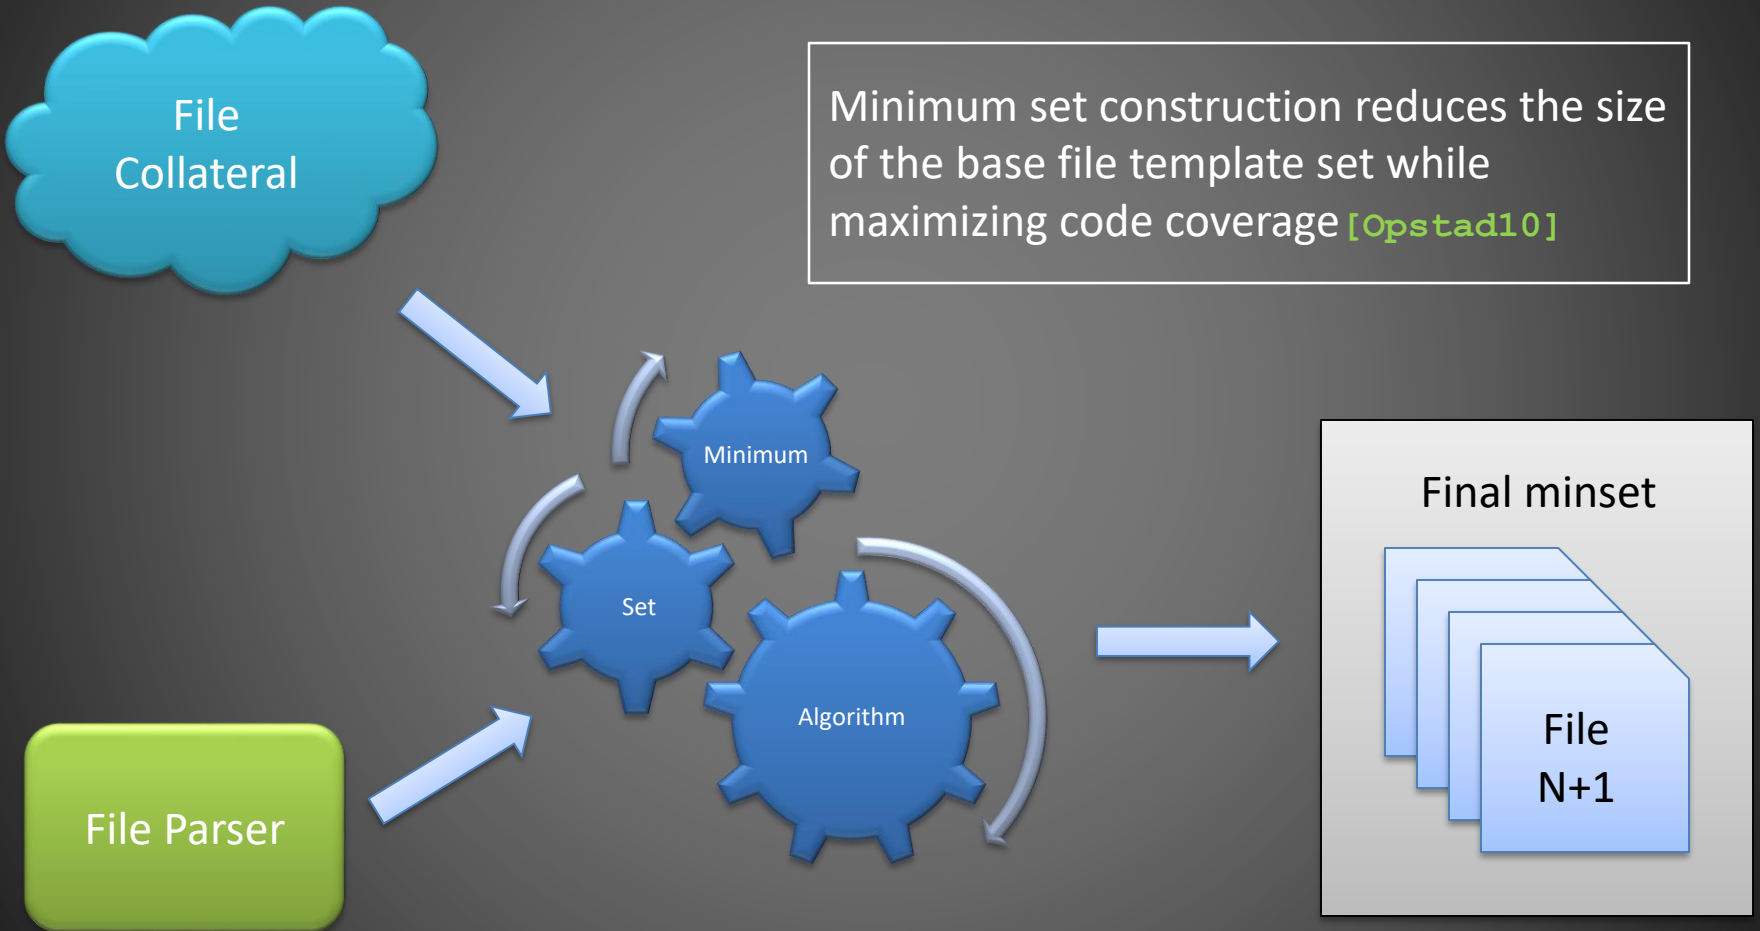 File
Collateral
Minimum set construction reduces the size
of the base file template set while
maximizing code coverage [Opstad10]
Minimum
Set
Algorithm
File Parser
Final minset
File
N+1